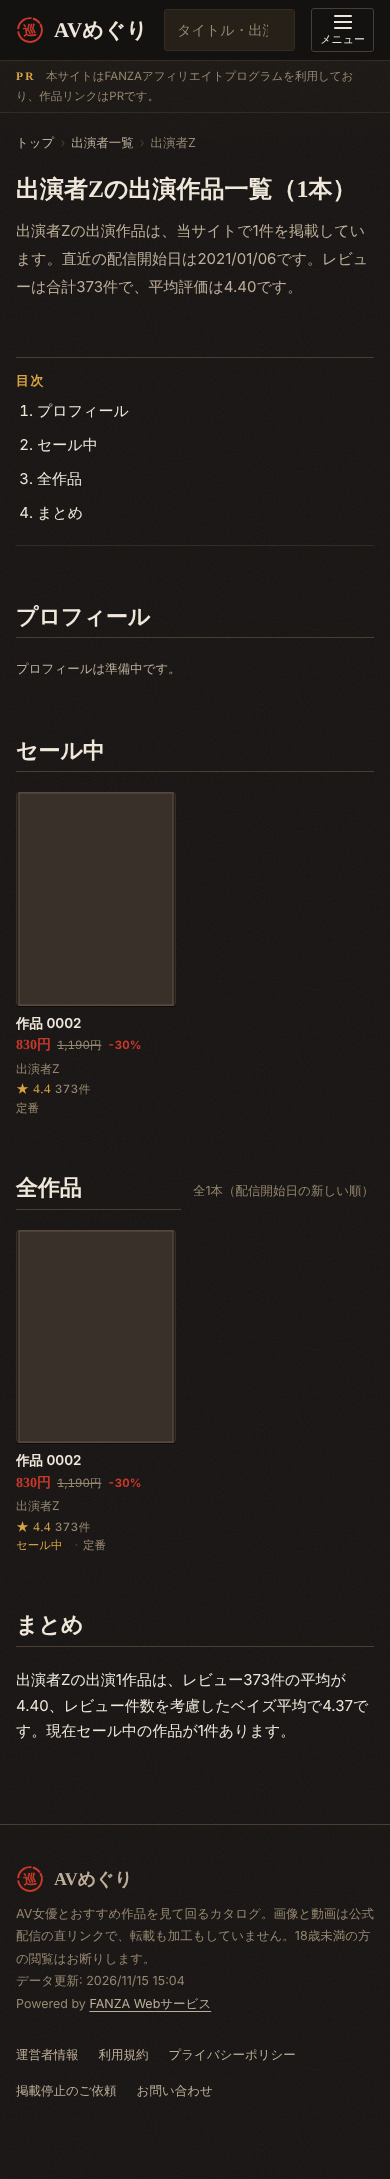 巡 AVめぐり
タイトル・出
メニュー
PR 本サイトはFANZAアフィリエイトプログラムを利用してお
り、作品リンクはPRです。
トップ › 出演者一覧 › 出演者Z
出演者Zの出演作品一覧（1本）
出演者Zの出演作品は、当サイトで1件を掲載してい
ます。直近の配信開始日は2021/01/06です。レビュ
ーは合計373件で、平均評価は4.40です。
目次
1. プロフィール
2. セール中
3. 全作品
4. まとめ
プロフィール
プロフィールは準備中です。
セール中
作品 0002
830円 1,190円 -30%
出演者Z
★ 4.4 373件
定番
全作品
全1本（配信開始日の新しい順）
作品 0002
830円 1,190円 -30%
出演者Z
★ 4.4 373件
セール中 · 定番
まとめ
出演者Zの出演1作品は、レビュー373件の平均が
4.40、レビュー件数を考慮したベイズ平均で4.37で
す。現在セール中の作品が1件あります。
巡 AVめぐり
AV女優とおすすめ作品を見て回るカタログ。画像と動画は公式
配信の直リンクで、転載も加工もしていません。18歳未満の方
の閲覧はお断りします。
データ更新: 2026/11/15 15:04
Powered by FANZA Webサービス
運営者情報 利用規約 プライバシーポリシー
掲載停止のご依頼 お問い合わせ